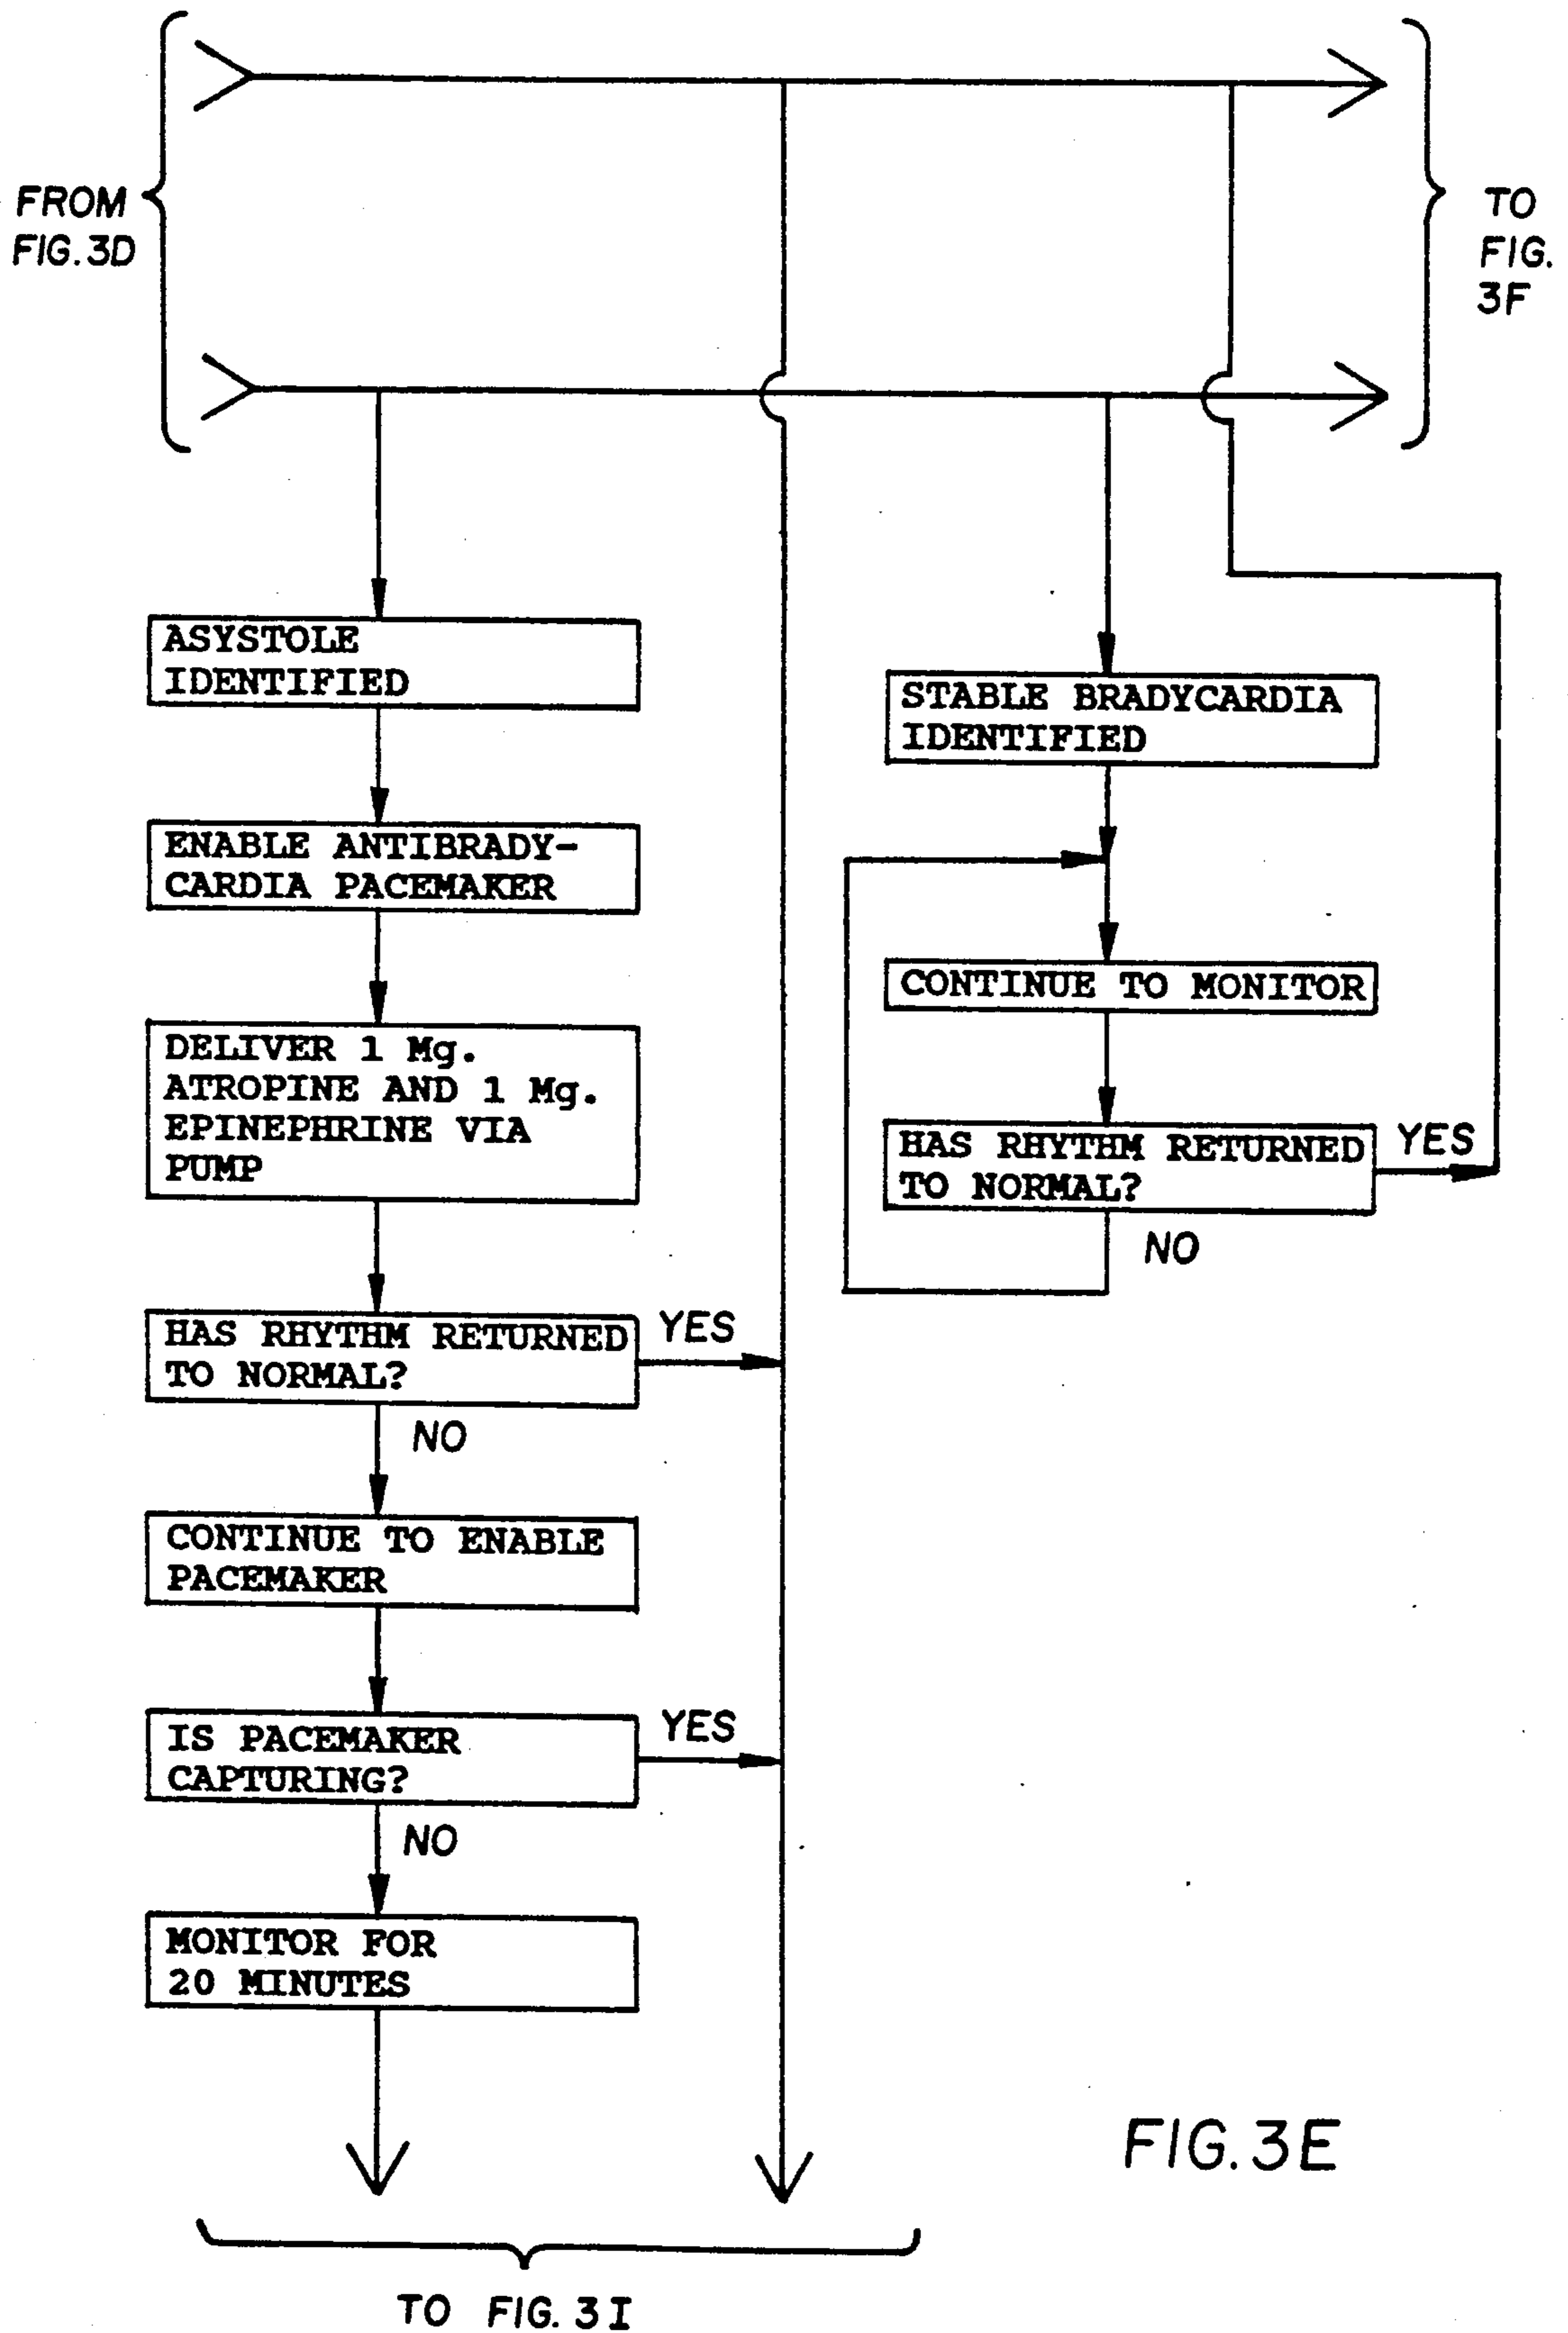 FROM
FIG.3D
TO
FIG.
3F
ASYSTOLE
IDENTIFIED
ENABLE ANTIBRADY-
CARDIA PACEMAKER
DELIVER 1 Mg.
ATROPINE AND 1 Mg.
EPINEPHRINE VIA
PUMP
HAS RHYTHM RETURNED
TO NORMAL?
YES
NO
CONTINUE TO ENABLE
PACEMAKER
IS PACEMAKER
CAPTURING?
YES
NO
MONITOR FOR
20 MINUTES
STABLE BRADYCARDIA
IDENTIFIED
CONTINUE TO MONITOR
HAS RHYTHM RETURNED
TO NORMAL?
YES
NO
FIG.3E
TO FIG.3I